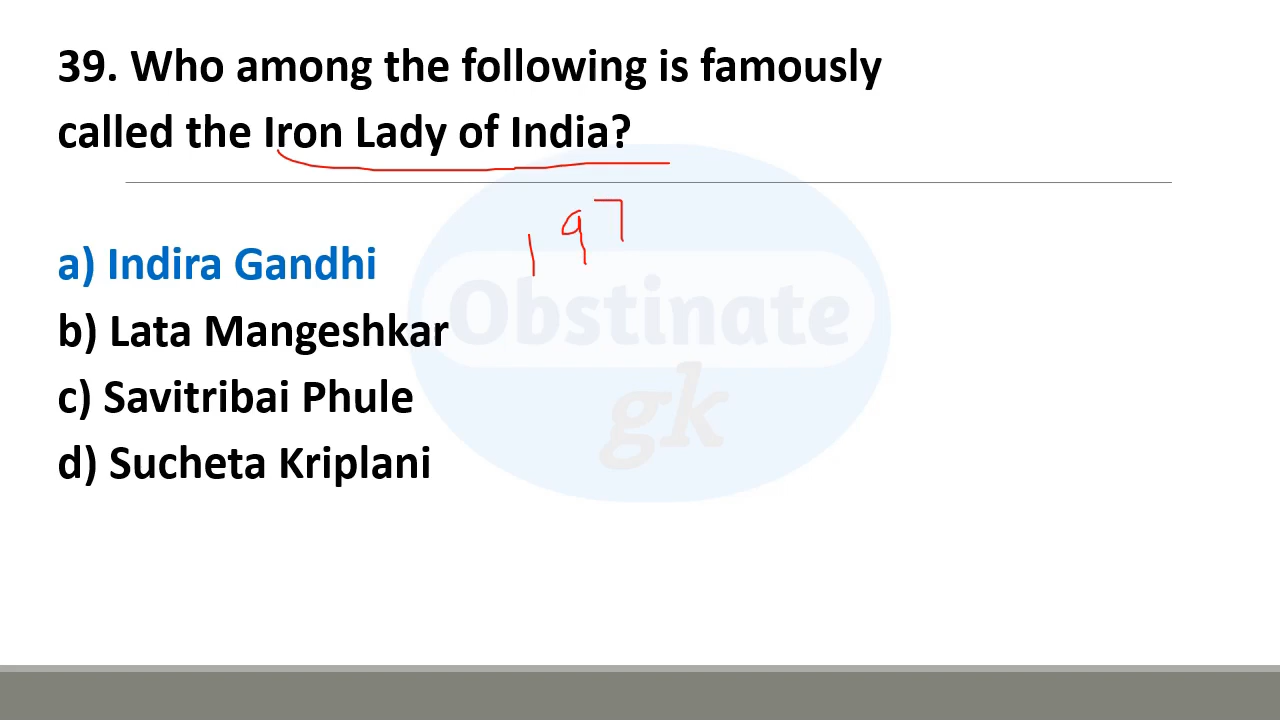 39. Who among the following is famously
called the Iron Lady of India?
197
a) Indira Gandhi
b) Lata Mangeshkar
c) Savitribai Phule
d) Sucheta Kriplani
Obstinate
gk